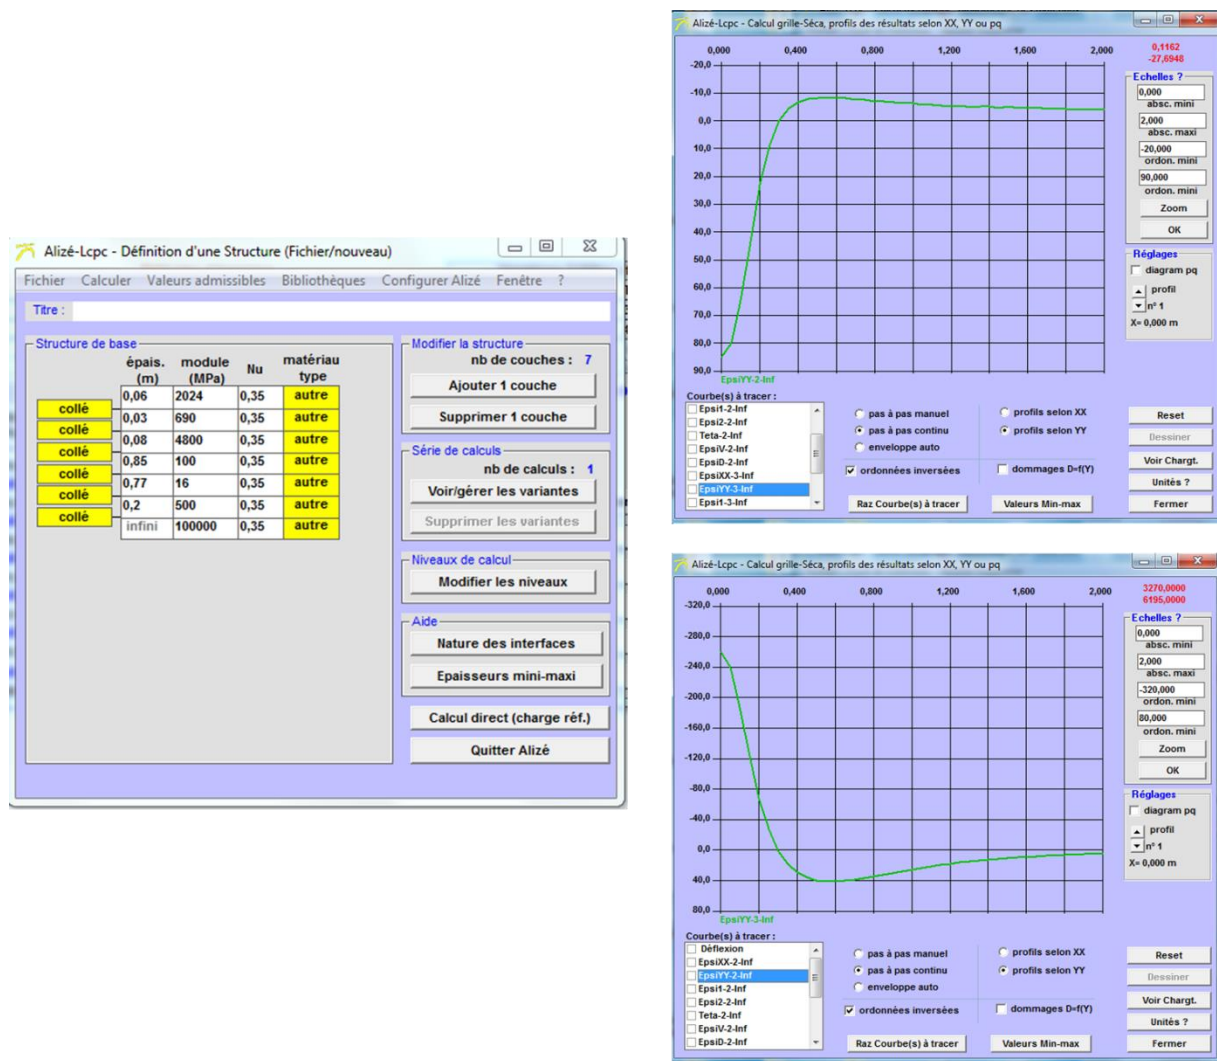 Alizé-Lcpc - Définition d'une Structure (Fichier/nouveau)
Fichier Calculer Valeurs admissibles Bibliothèques Configurer Alizé Fenêtre ?
Titre :
Structure de base
épais. (m) module (MPa) Nu matériau type
0,06 2024 0,35 autre
collé
0,03 690 0,35 autre
collé
0,08 4800 0,35 autre
collé
0,85 100 0,35 autre
collé
0,77 16 0,35 autre
collé
0,2 500 0,35 autre
collé
infini 100000 0,35 autre
Modifier la structure
nb de couches : 7
Ajouter 1 couche
Supprimer 1 couche
Série de calculs
nb de calculs : 1
Voir/gérer les variantes
Supprimer les variantes
Niveaux de calcul
Modifier les niveaux
Aide
Nature des interfaces
Epaisseurs mini-maxi
Calcul direct (charge réf.)
Quitter Alizé
Alizé-Lcpc - Calcul grille-Séca, profils des résultats selon XX, YY ou pq
0,000 0,400 0,800 1,200 1,600 2,000
-20,0
-10,0
0,0
10,0
20,0
30,0
40,0
50,0
60,0
70,0
80,0
90,0
EpsiYY-2-Inf
0,1162
-27,6948
Echelles ?
0,000
absc. mini
2,000
absc. maxi
-20,000
ordon. mini
90,000
ordon. mini
Zoom
OK
Réglages
diagram pq
profil
n° 1
X= 0,000 m
Courbe(s) à tracer :
Epsi1-2-Inf
Epsi2-2-Inf
Teta-2-Inf
EpsiV-2-Inf
EpsiD-2-Inf
EpsiXX-3-Inf
EpsiYY-3-Inf
Epsi1-3-Inf
pas à pas manuel
pas à pas continu
enveloppe auto
ordonnées inversées
profils selon XX
profils selon YY
dommages D=f(Y)
Raz Courbe(s) à tracer
Valeurs Min-max
Reset
Dessiner
Voir Chargt.
Unités ?
Fermer
Alizé-Lcpc - Calcul grille-Séca, profils des résultats selon XX, YY ou pq
0,000 0,400 0,800 1,200 1,600 2,000
-320,0
-280,0
-240,0
-200,0
-160,0
-120,0
-80,0
-40,0
0,0
40,0
80,0
EpsiYY-3-Inf
3270,0000
6195,0000
Echelles ?
0,000
absc. mini
2,000
absc. maxi
-320,000
ordon. mini
80,000
ordon. mini
Zoom
OK
Réglages
diagram pq
profil
n° 1
X= 0,000 m
Courbe(s) à tracer :
Déflexion
EpsiXX-2-Inf
EpsiYY-2-Inf
Epsi1-2-Inf
Epsi2-2-Inf
Teta-2-Inf
EpsiV-2-Inf
EpsiD-2-Inf
pas à pas manuel
pas à pas continu
enveloppe auto
ordonnées inversées
profils selon XX
profils selon YY
dommages D=f(Y)
Raz Courbe(s) à tracer
Valeurs Min-max
Reset
Dessiner
Voir Chargt.
Unités ?
Fermer